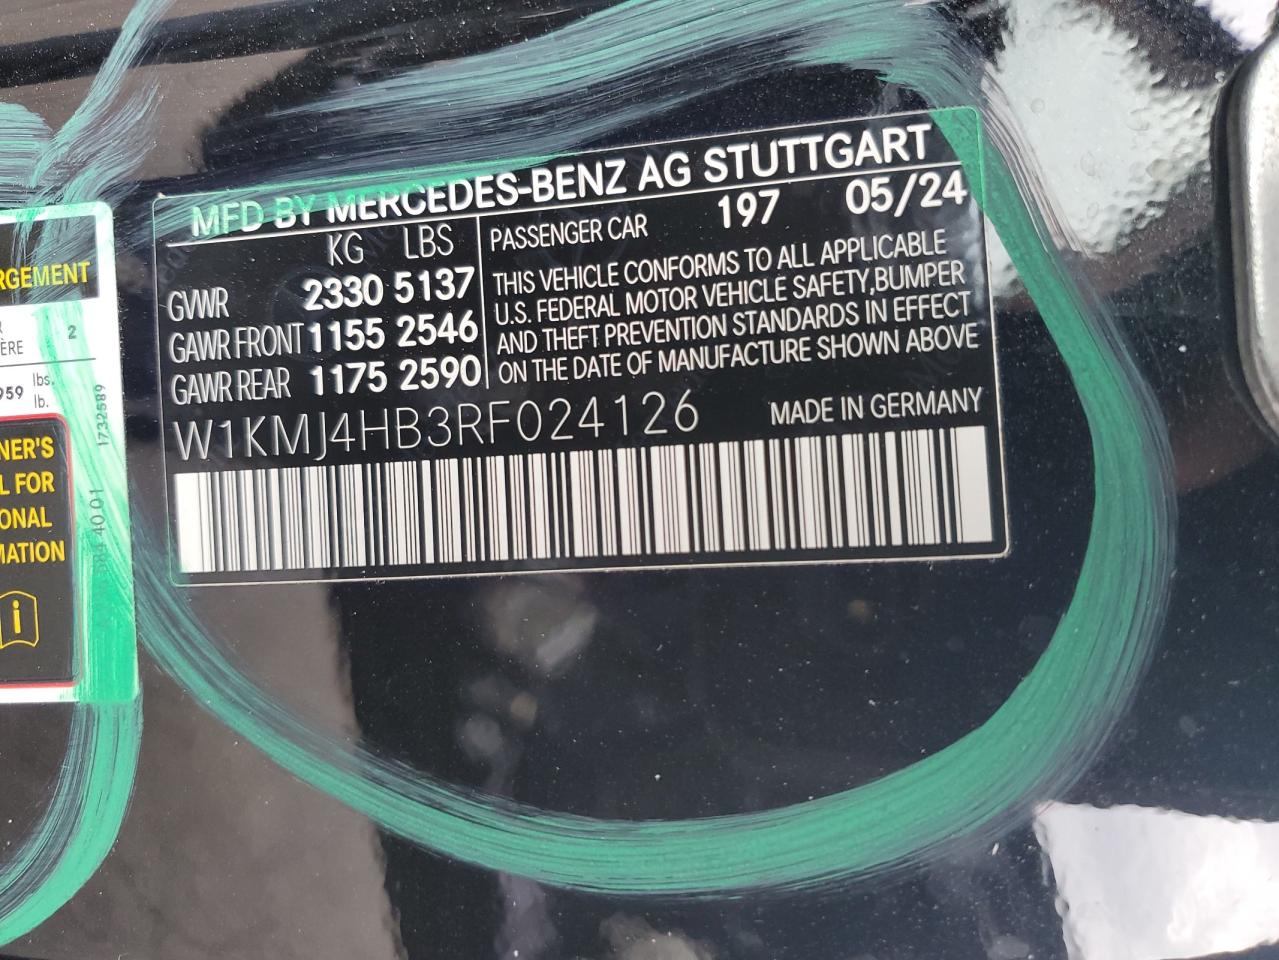 MFD BY MERCEDES-BENZ AG STUTTGART
KG LBS
PASSENGER CAR 197 05/24
GVWR 2330 5137
GAWR FRONT 1155 2546
GAWR REAR 1175 2590
THIS VEHICLE CONFORMS TO ALL APPLICABLE
U.S. FEDERAL MOTOR VEHICLE SAFETY, BUMPER
AND THEFT PREVENTION STANDARDS IN EFFECT
ON THE DATE OF MANUFACTURE SHOWN ABOVE
W1KMJ4HB3RF024126 MADE IN GERMANY
RGEMENT
R
ÈRE 2
959 lbs.
lb.
1732589
NER'S
L FOR
ONAL
MATION
i